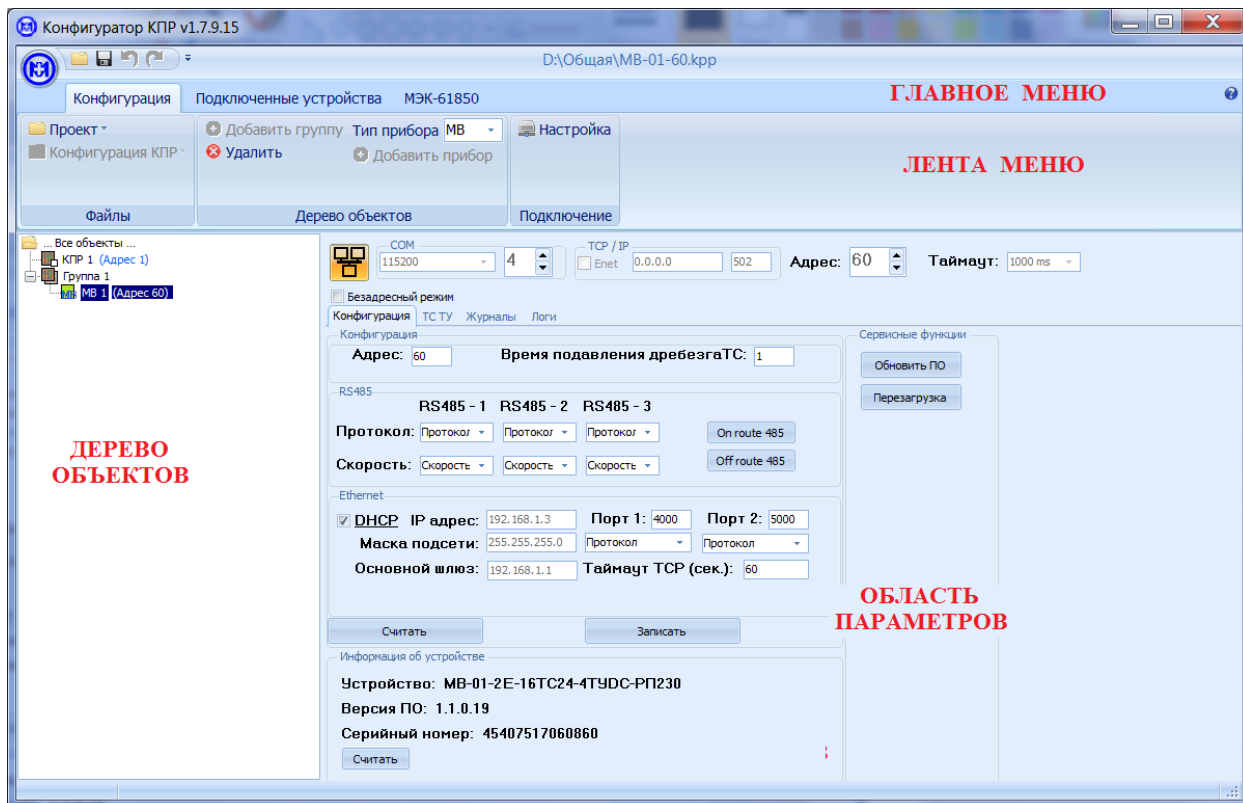 Конфигуратор КПР v1.7.9.15
D:\Общая\MB-01-60.kpp
Конфигурация Подключенные устройства МЭК-61850 ГЛАВНОЕ МЕНЮ
Проект Добавить группу Тип прибора МВ Настройка
Конфигурация КПР Удалить Добавить прибор
ЛЕНТА МЕНЮ
Файлы Дерево объектов Подключение
... Все объекты ...
КПР 1 (Адрес 1)
Группа 1
МВ МВ 1 (Адрес 60)
ДЕРЕВО
ОБЪЕКТОВ
COM TCP / IP
115200 4 Enet 0.0.0.0 502 Адрес: 60 Таймаут: 1000 ms
Безадресный режим
Конфигурация ТС ТУ Журналы Логи
Конфигурация
Адрес: 60 Время подавления дребезгаТС: 1
RS485
RS485 - 1 RS485 - 2 RS485 - 3
Протокол: Протокол Протокол Протокол On route 485
Скорость: Скорость Скорость Скорость Off route 485
Ethernet
DHCP IP адрес: 192.168.1.3 Порт 1: 4000 Порт 2: 5000
Маска подсети: 255.255.255.0 Протокол Протокол
Основной шлюз: 192.168.1.1 Таймаут TCP (сек.): 60
Считать Записать
Информация об устройстве
Устройство: МВ-01-2Е-16ТС24-4ТУDC-РП230
Версия ПО: 1.1.0.19
Серийный номер: 45407517060860
Считать
Сервисные функции
Обновить ПО
Перезагрузка
ОБЛАСТЬ
ПАРАМЕТРОВ